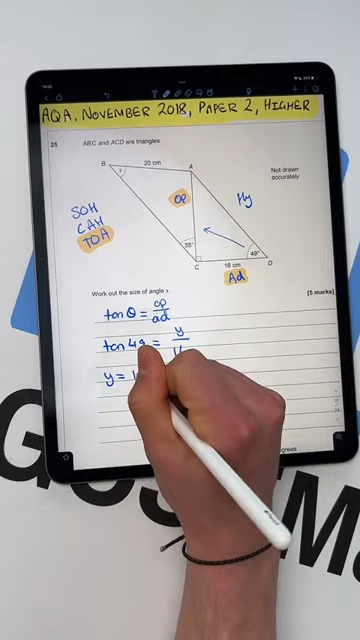 AQA, NOVEMBER 2018, PAPER 2, HIGHER
25 ABC and ACD are triangles
B 20 cm A
x
Not drawn
accurately
OP
Hy
SOH
CAH
TOA
35°
49°
C 16 cm D
Ad
Work out the size of angle x.
[5 marks]
tan θ = op/ad
tan 49 = y/
y = 1